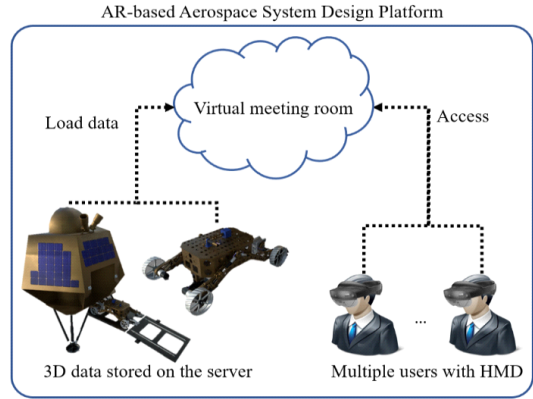 AR-based Aerospace System Design Platform
Virtual meeting room
Load data
Access
...
3D data stored on the server
Multiple users with HMD